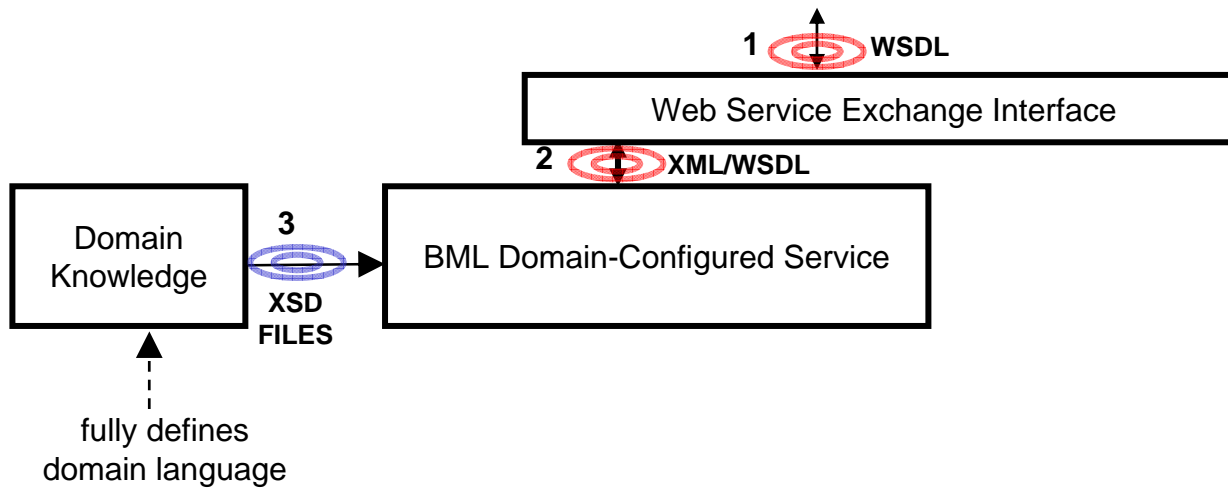 1
WSDL
Web Service Exchange Interface
2
XML/WSDL
Domain
Knowledge
3
XSD
FILES
BML Domain-Configured Service
fully defines
domain language